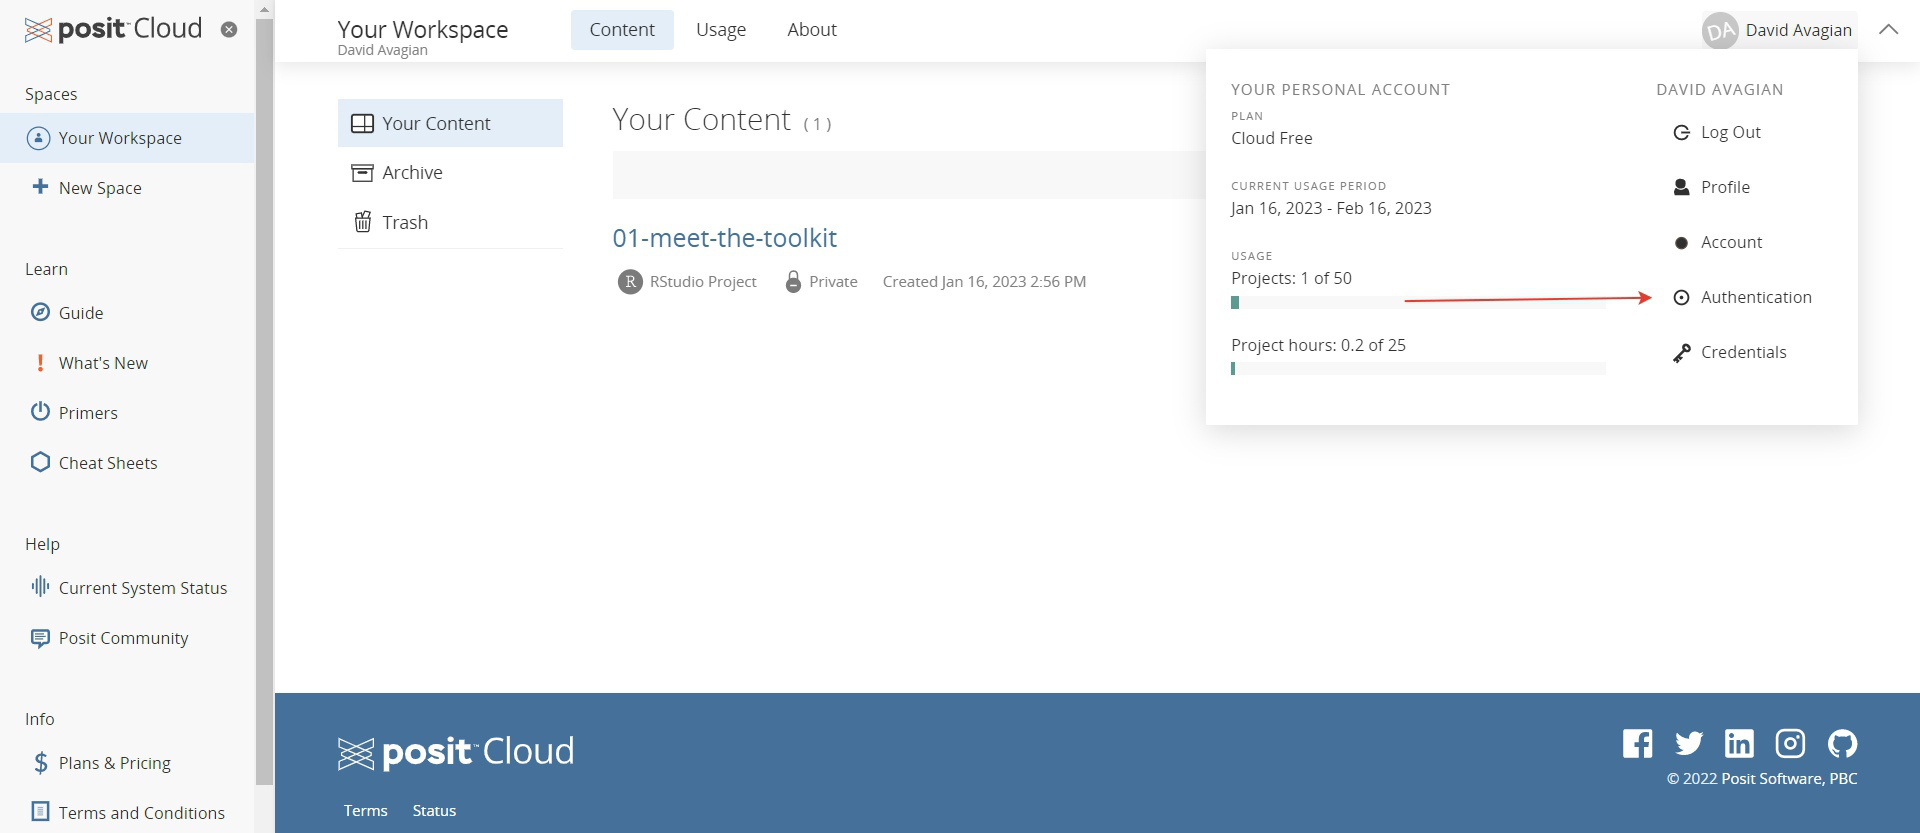 posit™ Cloud
Spaces
Your Workspace
New Space
Learn
Guide
What's New
Primers
Cheat Sheets
Help
Current System Status
Posit Community
Info
Plans & Pricing
Terms and Conditions
Your Workspace
David Avagian
Content
Usage
About
DA David Avagian
Your Content
Archive
Trash
Your Content (1)
01-meet-the-toolkit
R RStudio Project
Private
Created Jan 16, 2023 2:56 PM
YOUR PERSONAL ACCOUNT
PLAN
Cloud Free
CURRENT USAGE PERIOD
Jan 16, 2023 - Feb 16, 2023
USAGE
Projects: 1 of 50
Project hours: 0.2 of 25
DAVID AVAGIAN
Log Out
Profile
Account
Authentication
Credentials
posit™ Cloud
Terms
Status
© 2022 Posit Software, PBC